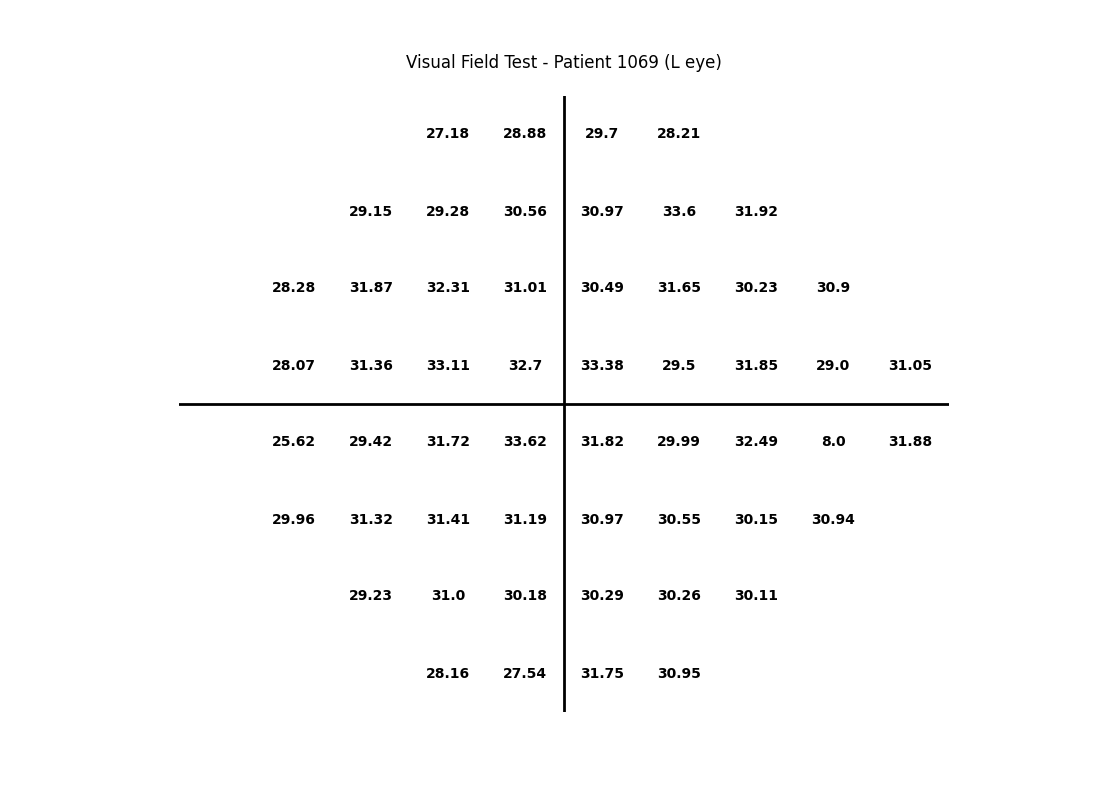 Visual Field Test - Patient 1069 (L eye)
27.18 28.88 29.7 28.21
29.15 29.28 30.56 30.97 33.6 31.92
28.28 31.87 32.31 31.01 30.49 31.65 30.23 30.9
28.07 31.36 33.11 32.7 33.38 29.5 31.85 29.0 31.05
25.62 29.42 31.72 33.62 31.82 29.99 32.49 8.0 31.88
29.96 31.32 31.41 31.19 30.97 30.55 30.15 30.94
29.23 31.0 30.18 30.29 30.26 30.11
28.16 27.54 31.75 30.95